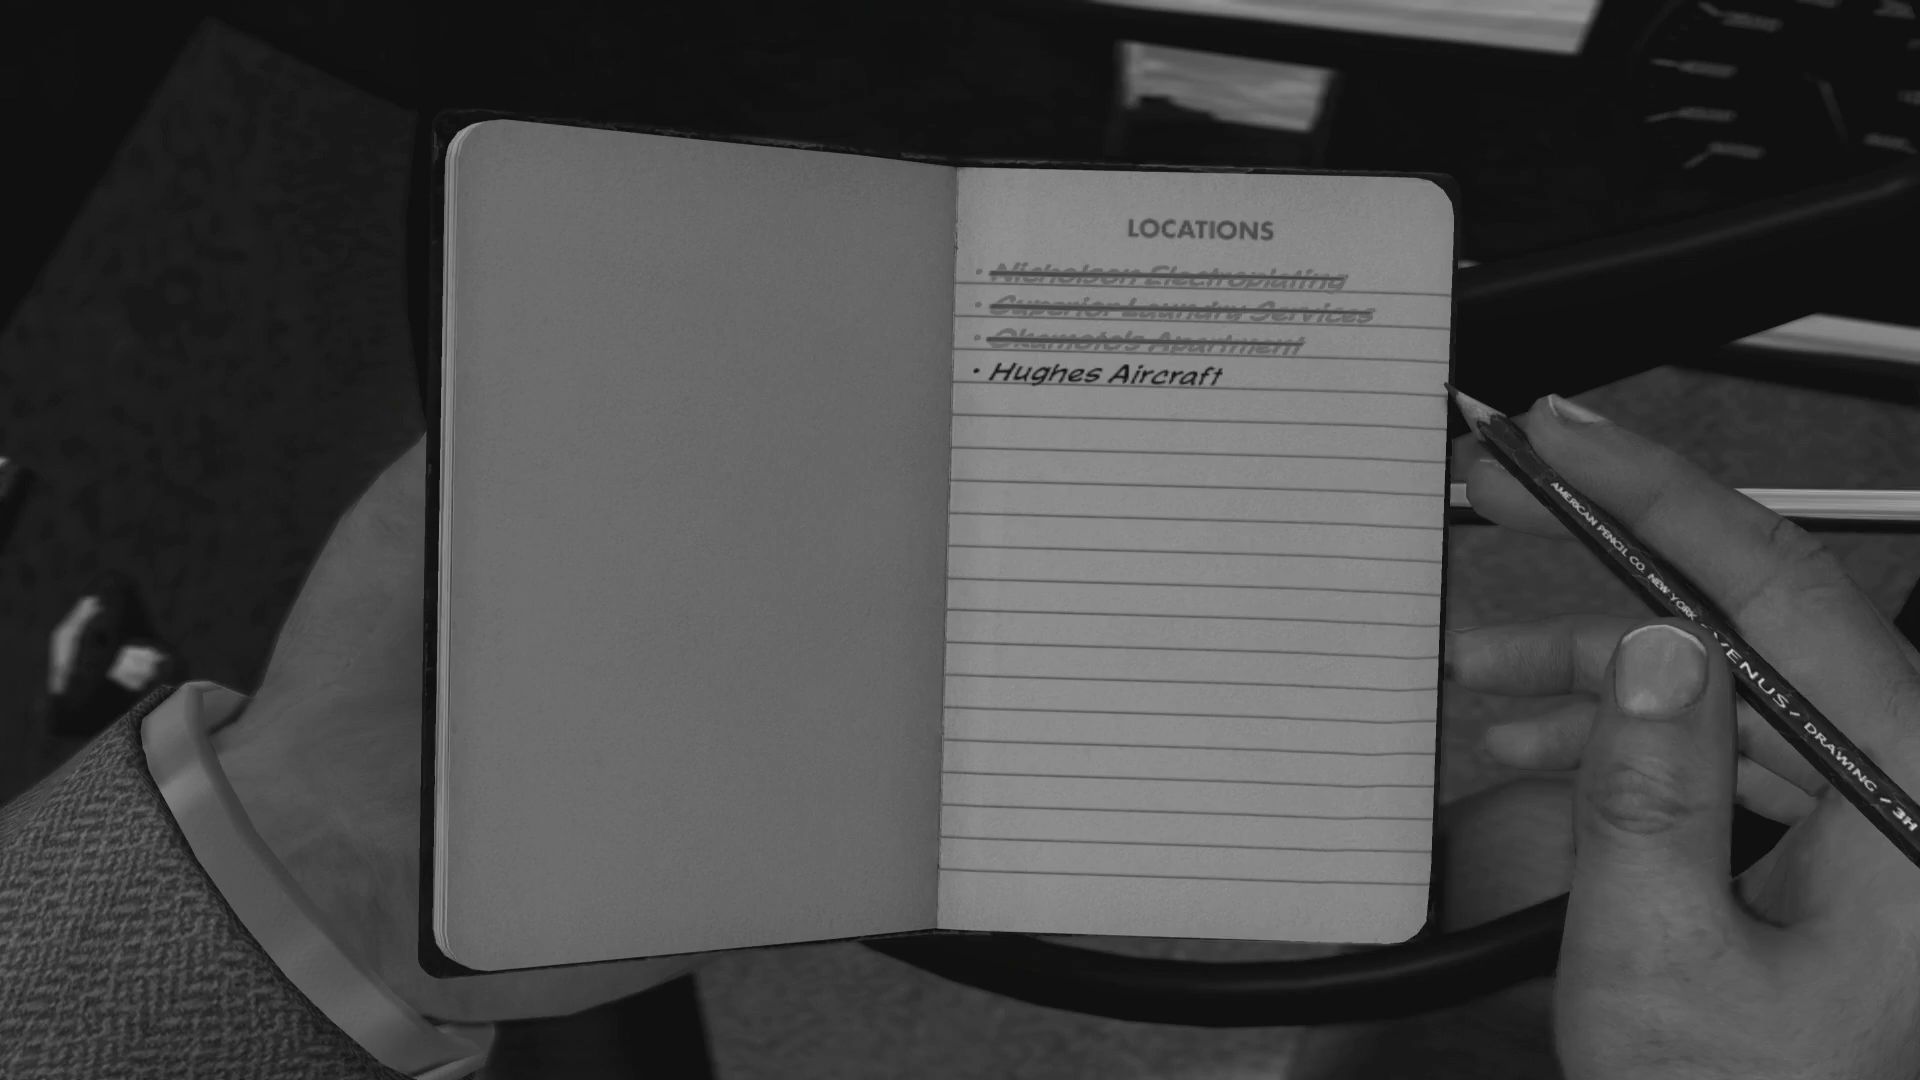 LOCATIONS
· Nicholson Electroplating
· Superior Laundry Services
· Okamoto's Apartment
· Hughes Aircraft
AMERICAN PENCIL CO. NEW YORK VENUS / DRAWING / 3H